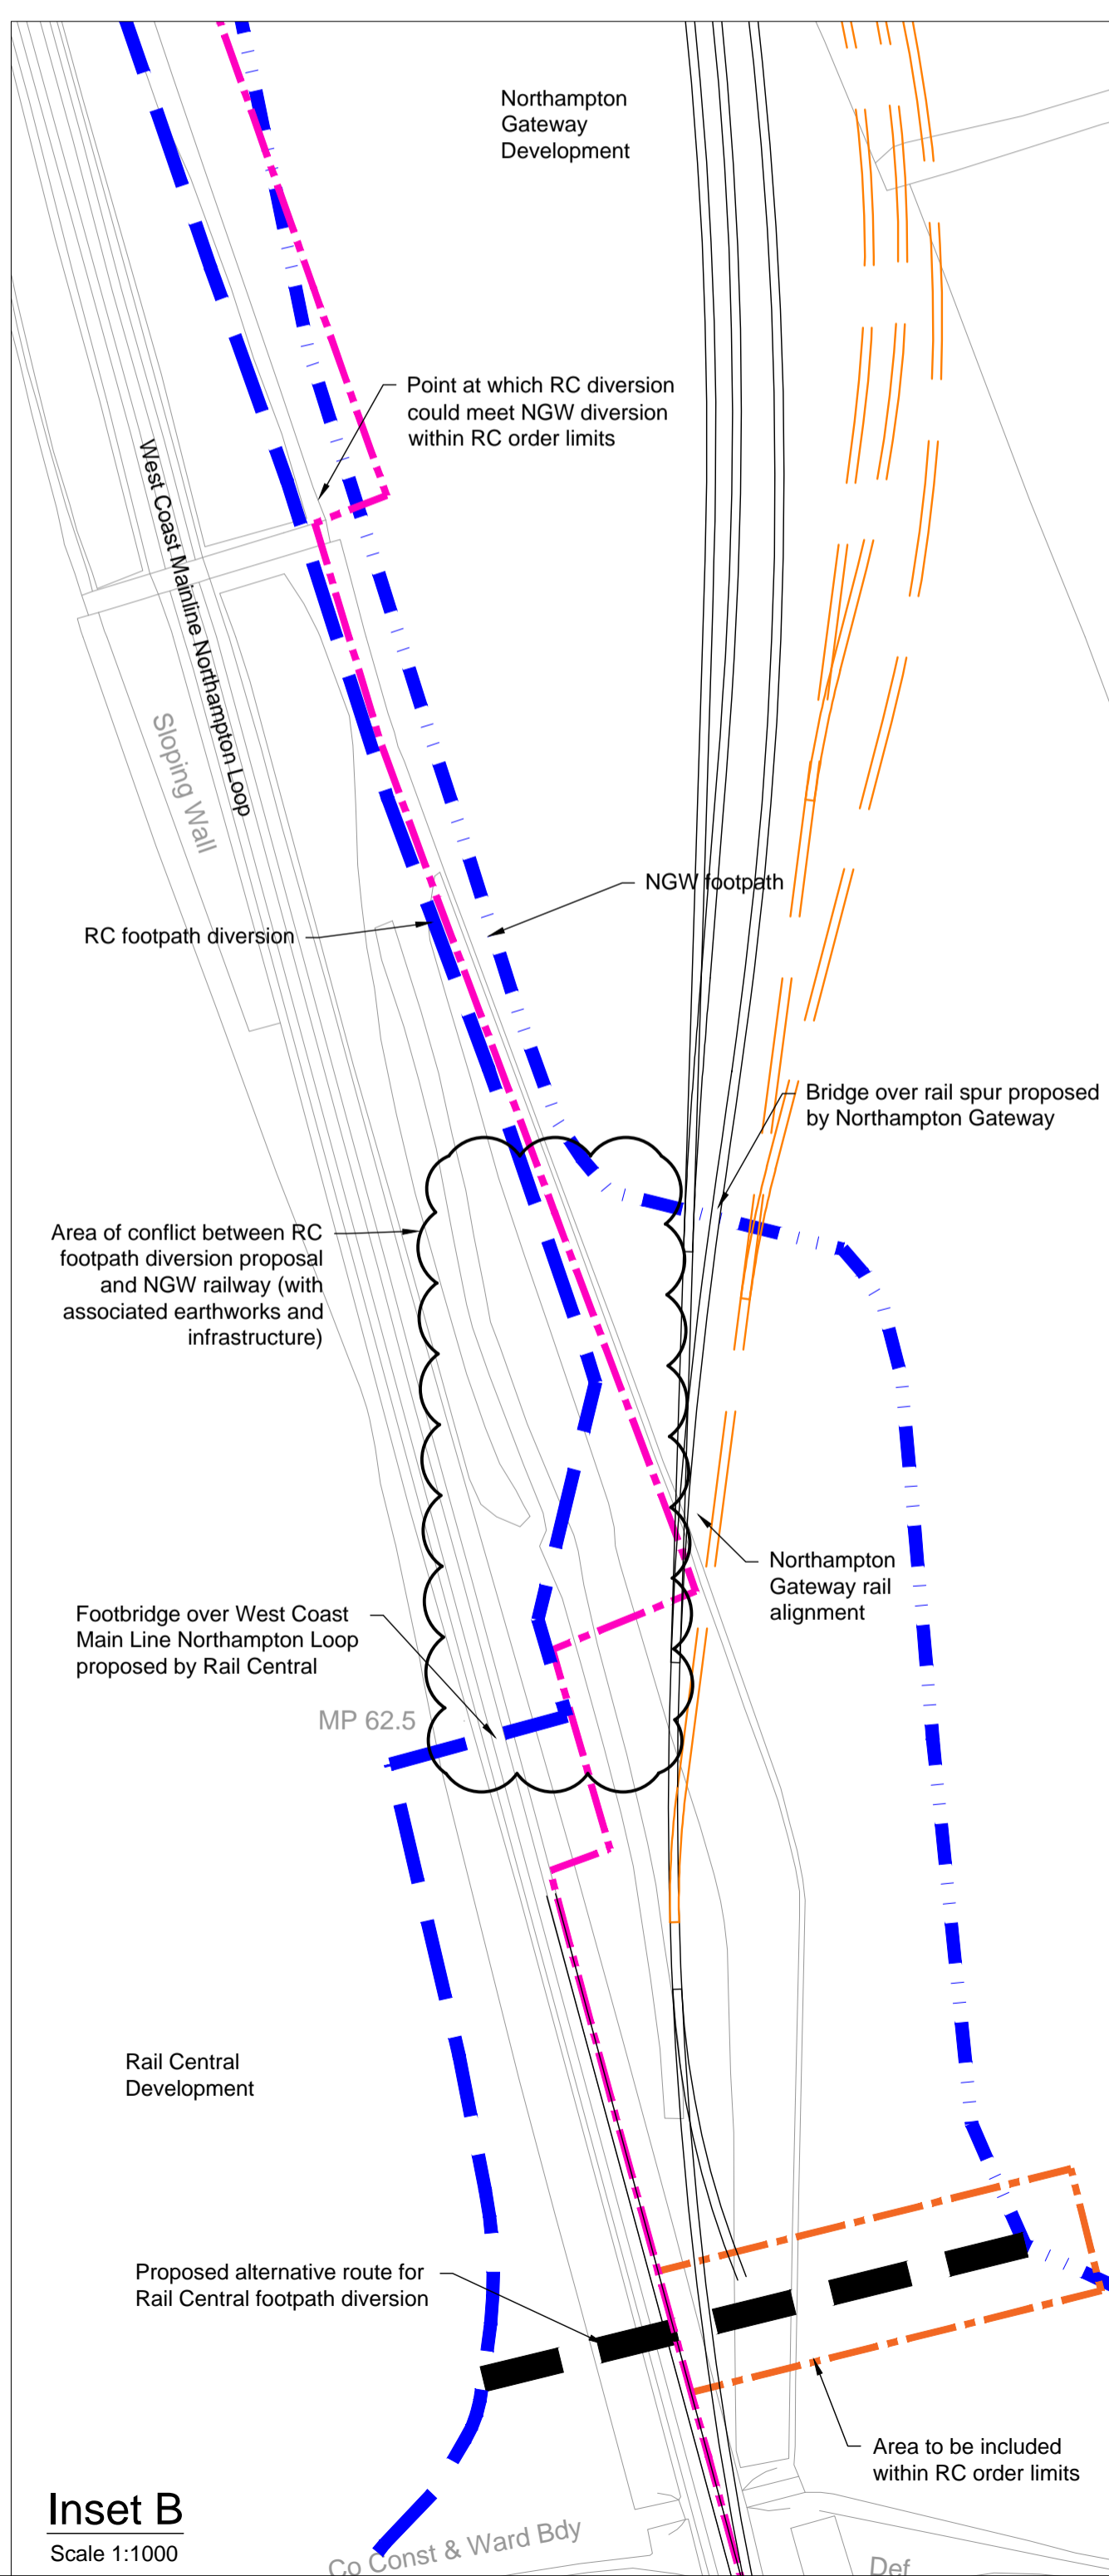 Northampton
Gateway
Development
Point at which RC diversion
could meet NGW diversion
within RC order limits
West Coast Mainline Northampton Loop
Sloping Wall
NGW footpath
RC footpath diversion
Bridge over rail spur proposed
by Northampton Gateway
Area of conflict between RC
footpath diversion proposal
and NGW railway (with
associated earthworks and
infrastructure)
Northampton
Gateway rail
alignment
Footbridge over West Coast
Main Line Northampton Loop
proposed by Rail Central
MP 62.5
Rail Central
Development
Proposed alternative route for
Rail Central footpath diversion
Area to be included
within RC order limits
Inset B
Scale 1:1000
Co Const & Ward Bdy
Def